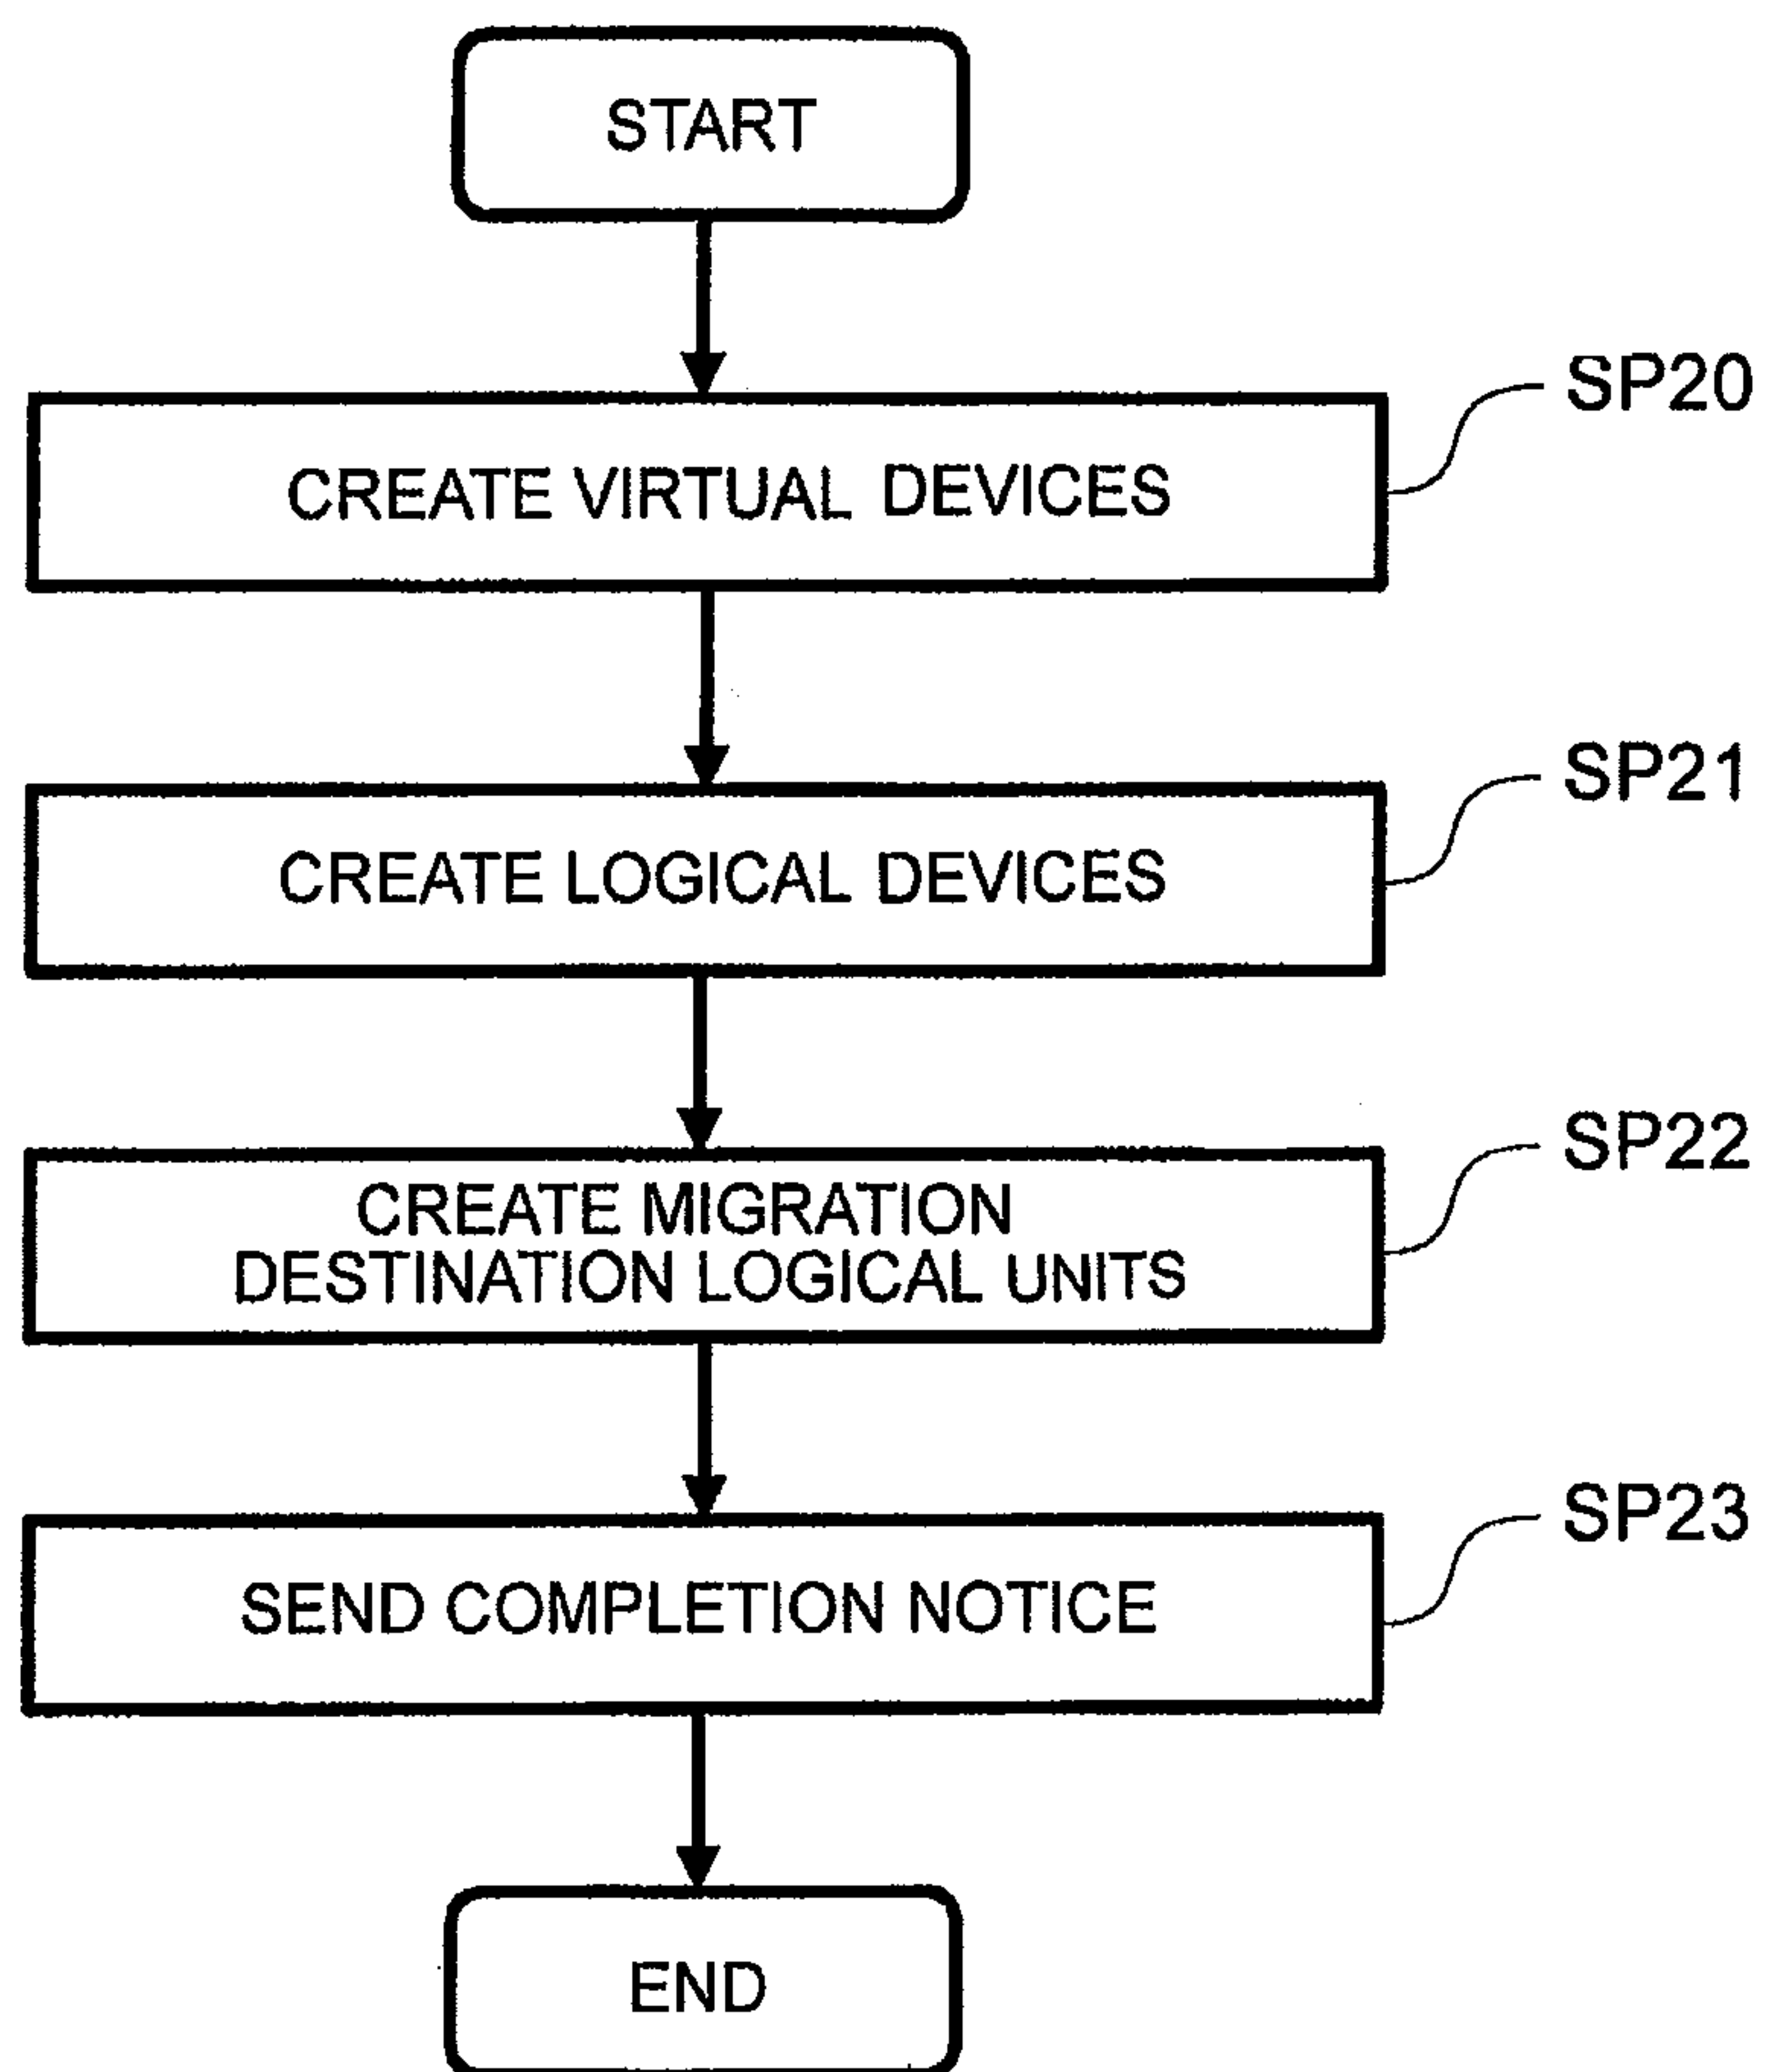 START
SP20
CREATE VIRTUAL DEVICES
SP21
CREATE LOGICAL DEVICES
SP22
CREATE MIGRATION
DESTINATION LOGICAL UNITS
SP23
SEND COMPLETION NOTICE
END